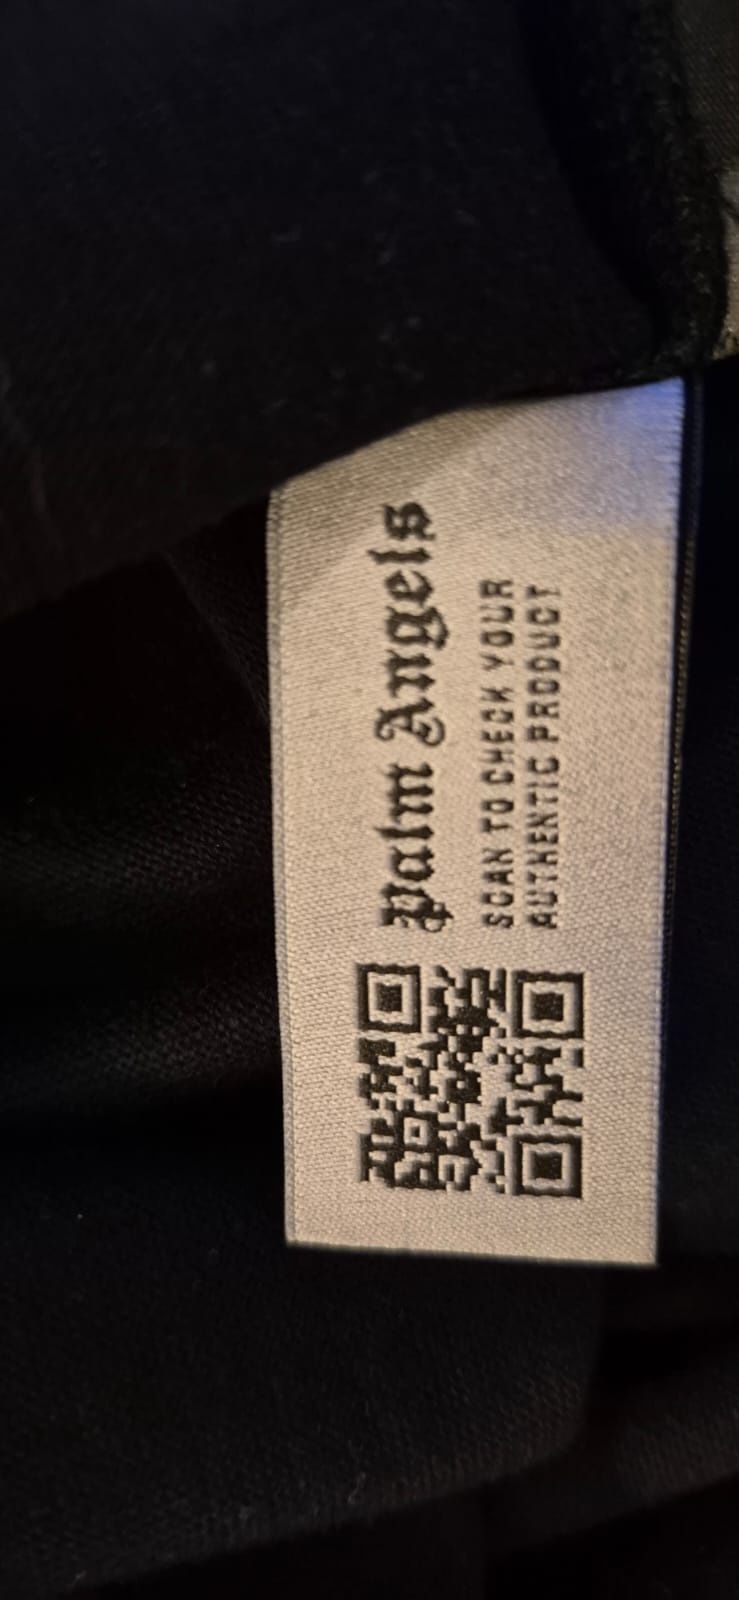 Palm Angels
SCAN TO CHECK YOUR
AUTHENTIC PRODUCT